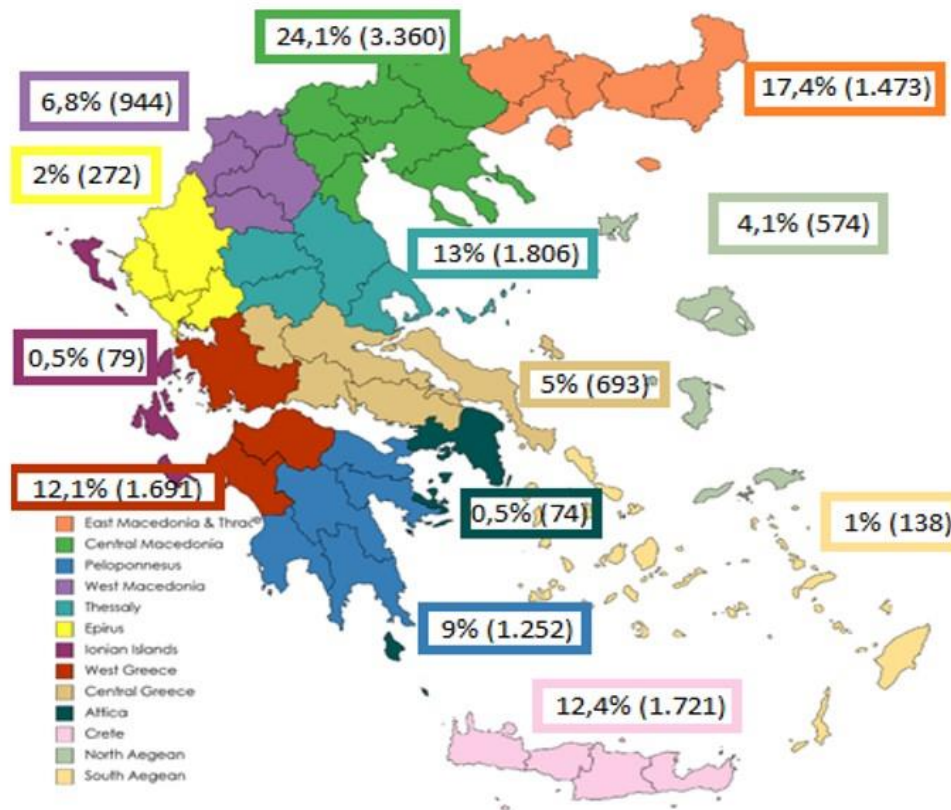 24,1% (3.360)
17,4% (1.473)
6,8% (944)
2% (272)
4,1% (574)
13% (1.806)
0,5% (79)
5% (693)
12,1% (1.691)
0,5% (74)
1% (138)
9% (1.252)
12,4% (1.721)
East Macedonia & Thrac
Central Macedonia
Peloponnesus
West Macedonia
Thessaly
Epirus
Ionian Islands
West Greece
Central Greece
Attica
Crete
North Aegean
South Aegean